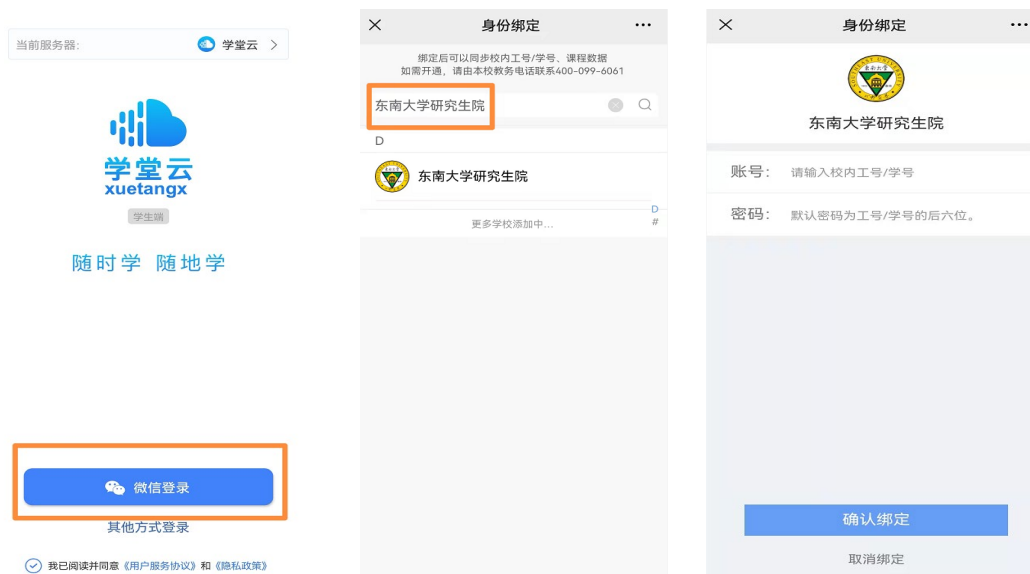 当前服务器:
学堂云 >
学堂云
xuetangx
学生端
随时学 随地学
微信登录
其他方式登录
我已阅读并同意《用户服务协议》和《隐私政策》
身份绑定
绑定后可以同步校内工号/学号、课程数据
如需开通，请由本校教务电话联系400-099-6061
东南大学研究生院
D
东南大学研究生院
D
#
更多学校添加中...
身份绑定
东南大学研究生院
账号: 请输入校内工号/学号
密码: 默认密码为工号/学号的后六位。
确认绑定
取消绑定